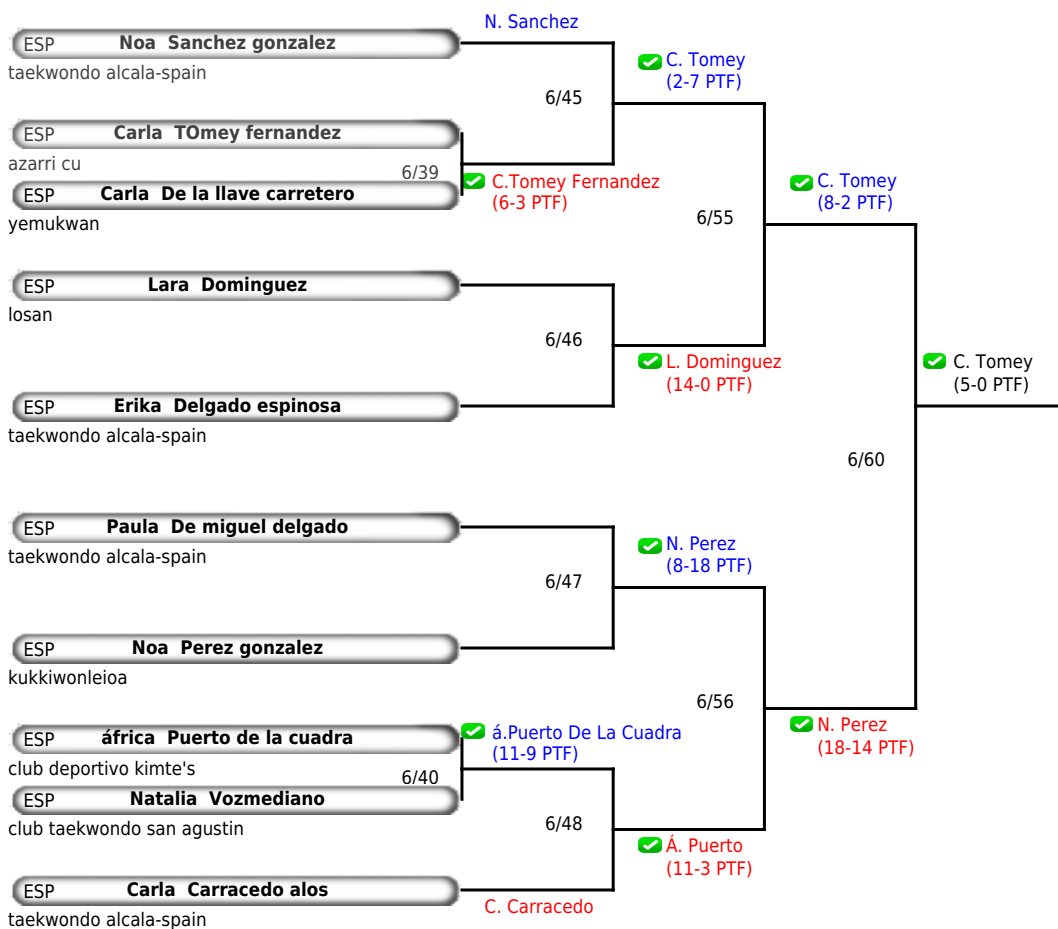 N. Sanchez
ESP Noa Sanchez gonzalez
taekwondo alcala-spain
C. Tomey
(2-7 PTF)
6/45
ESP Carla TOmey fernandez
azarri cu
6/39
C.Tomey Fernandez
(6-3 PTF)
ESP Carla De la llave carretero
yemukwan
C. Tomey
(8-2 PTF)
6/55
ESP Lara Dominguez
losan
6/46
L. Dominguez
(14-0 PTF)
C. Tomey
(5-0 PTF)
ESP Erika Delgado espinosa
taekwondo alcala-spain
6/60
ESP Paula De miguel delgado
taekwondo alcala-spain
N. Perez
(8-18 PTF)
6/47
ESP Noa Perez gonzalez
kukkiwonleioa
6/56
N. Perez
(18-14 PTF)
ESP áfrica Puerto de la cuadra
club deportivo kimte's
á.Puerto De La Cuadra
(11-9 PTF)
6/40
ESP Natalia Vozmediano
club taekwondo san agustin
6/48
Á. Puerto
(11-3 PTF)
ESP Carla Carracedo alos
taekwondo alcala-spain
C. Carracedo